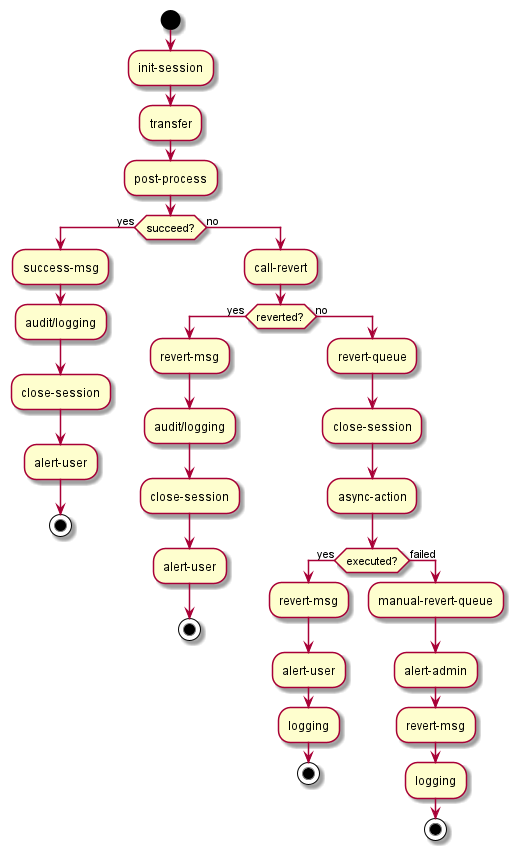 init-session
transfer
post-process
yes
succeed?
no
success-msg
audit/logging
close-session
alert-user
call-revert
yes
reverted?
no
revert-msg
audit/logging
close-session
alert-user
revert-queue
close-session
async-action
yes
executed?
failed
revert-msg
alert-user
logging
manual-revert-queue
alert-admin
revert-msg
logging